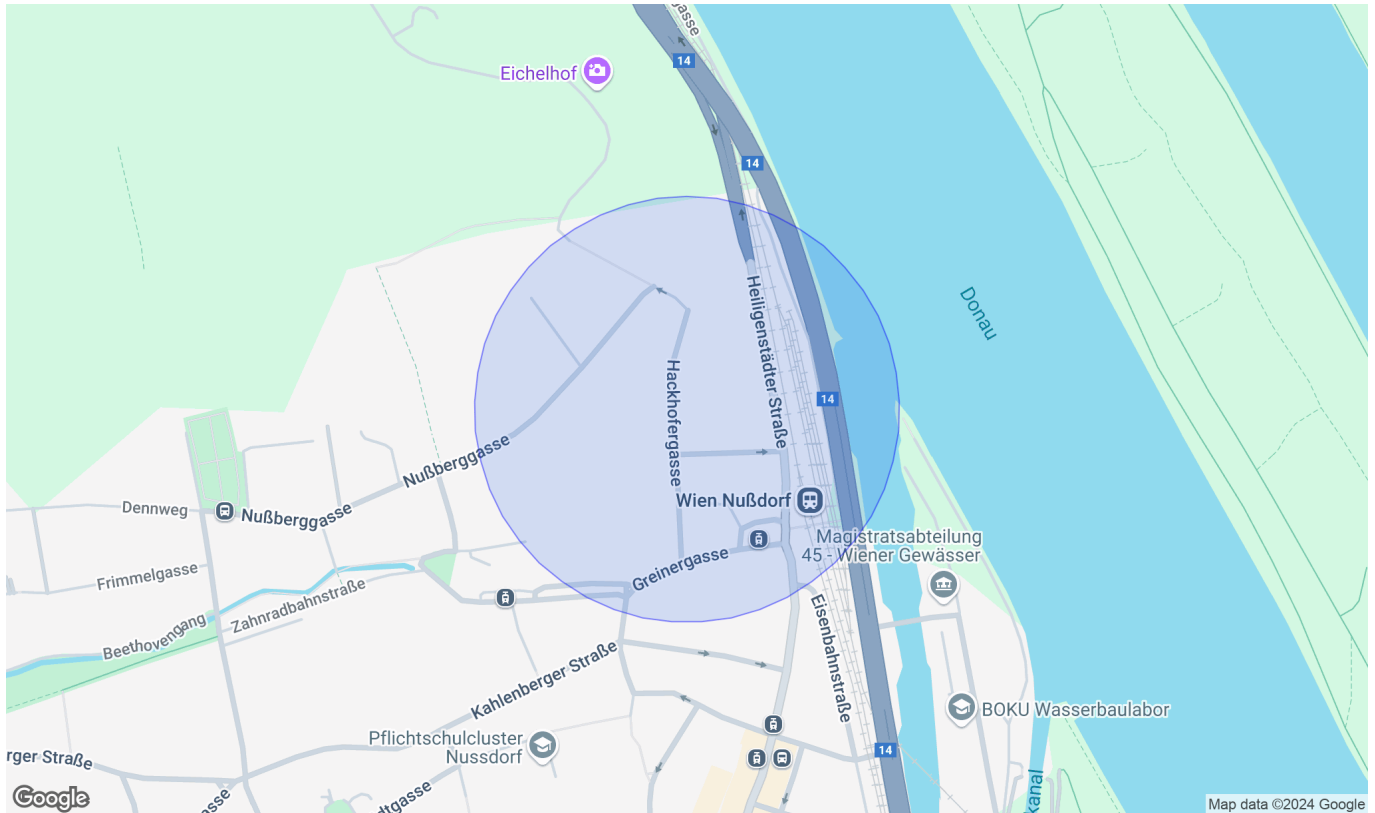 gasse
14
Eichelhof
14
Donau
Heiligenstädter Straße
Hackhofergasse
14
Nußberggasse
Wien Nußdorf
Dennweg
Nußberggasse
Magistratsabteilung
45 - Wiener Gewässer
Greinergasse
Frimmelgasse
Zahnradbahnstraße
Beethovengang
Eisenbahnstraße
Kahlenberger Straße
BOKU Wasserbaulabor
Pflichtschulcluster
Nussdorf
14
rger Straße
dtgasse
gasse
kanal
Google
Map data ©2024 Google